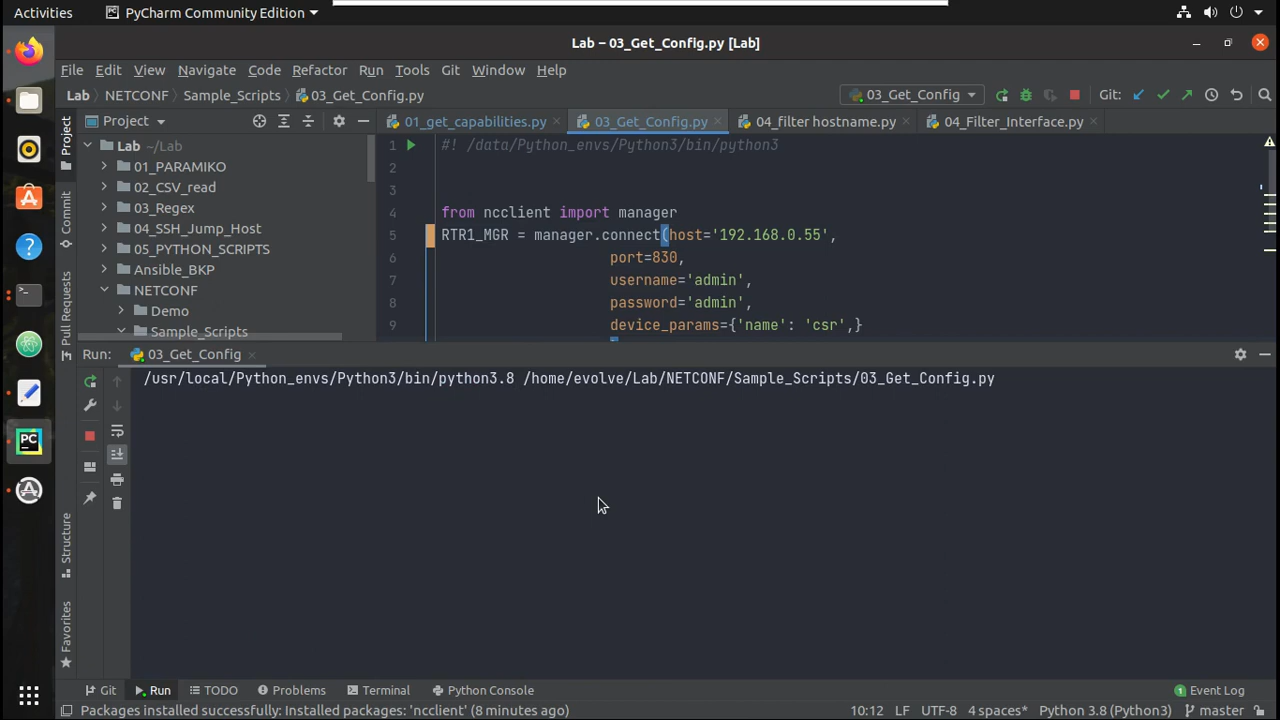 Activities
PyCharm Community Edition
Lab – 03_Get_Config.py [Lab]
File Edit View Navigate Code Refactor Run Tools Git Window Help
Lab NETCONF Sample_Scripts 03_Get_Config.py
03_Get_Config
Git:
Project
01_get_capabilities.py
03_Get_Config.py
04_filter hostname.py
04_Filter_Interface.py
Project
Commit
Pull Requests
Structure
Favorites
Lab ~/Lab
01_PARAMIKO
02_CSV_read
03_Regex
04_SSH_Jump_Host
05_PYTHON_SCRIPTS
Ansible_BKP
NETCONF
Demo
Sample_Scripts
1 #! /data/Python_envs/Python3/bin/python3
2
3
4 from ncclient import manager
5 RTR1_MGR = manager.connect(host='192.168.0.55',
6 port=830,
7 username='admin',
8 password='admin',
9 device_params={'name': 'csr',}
Run: 03_Get_Config
/usr/local/Python_envs/Python3/bin/python3.8 /home/evolve/Lab/NETCONF/Sample_Scripts/03_Get_Config.py
PC
Git Run TODO Problems Terminal Python Console
1 Event Log
Packages installed successfully: Installed packages: 'ncclient' (8 minutes ago)
10:12 LF UTF-8 4 spaces* Python 3.8 (Python3) master